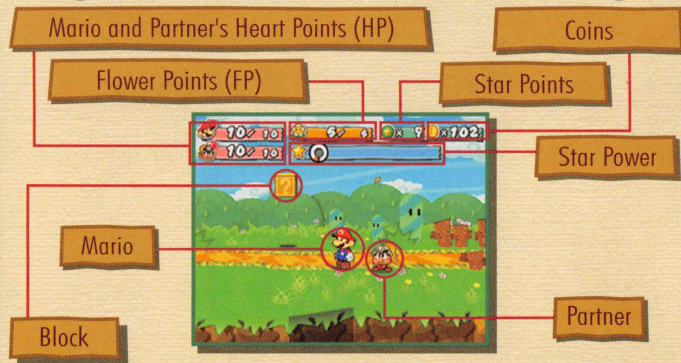 Mario and Partner's Heart Points (HP)
Coins
Flower Points (FP)
Star Points
10/10
5/
× 9
×102
10/10
Star Power
?
Mario
Partner
Block